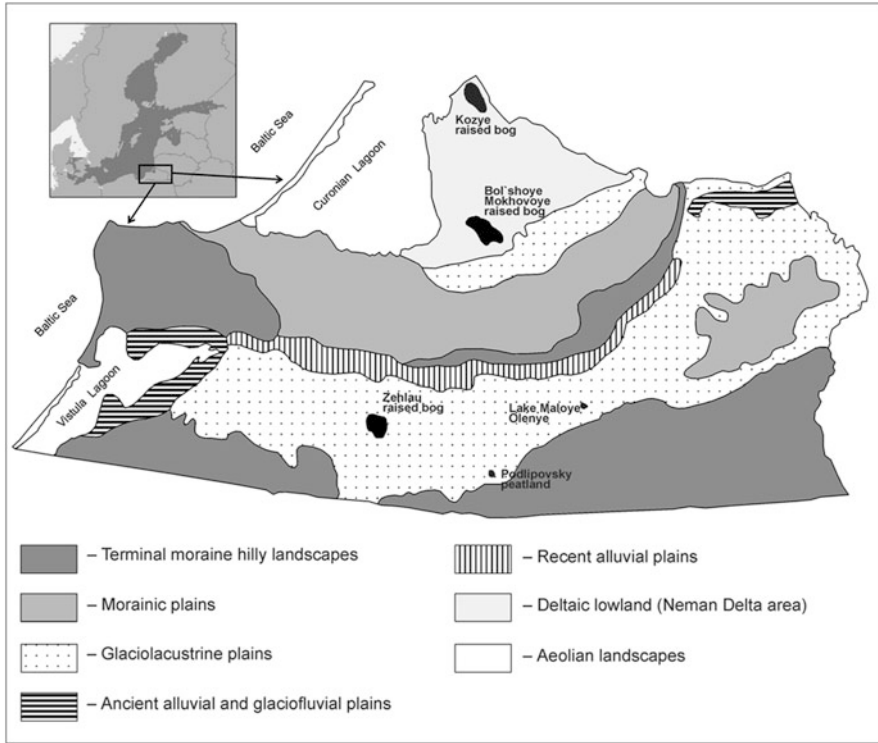 Baltic Sea
Curonian Lagoon
Kozye
raised bog
Bol`shoye
Mokhovoye
raised bog
Baltic Sea
Vistula Lagoon
Zehlau
raised bog
Lake Maloye
Olenye
Podlipovsky
peatland
– Terminal moraine hilly landscapes
– Morainic plains
– Glaciolacustrine plains
– Ancient alluvial and glaciofluvial plains
– Recent alluvial plains
– Deltaic lowland (Neman Delta area)
– Aeolian landscapes